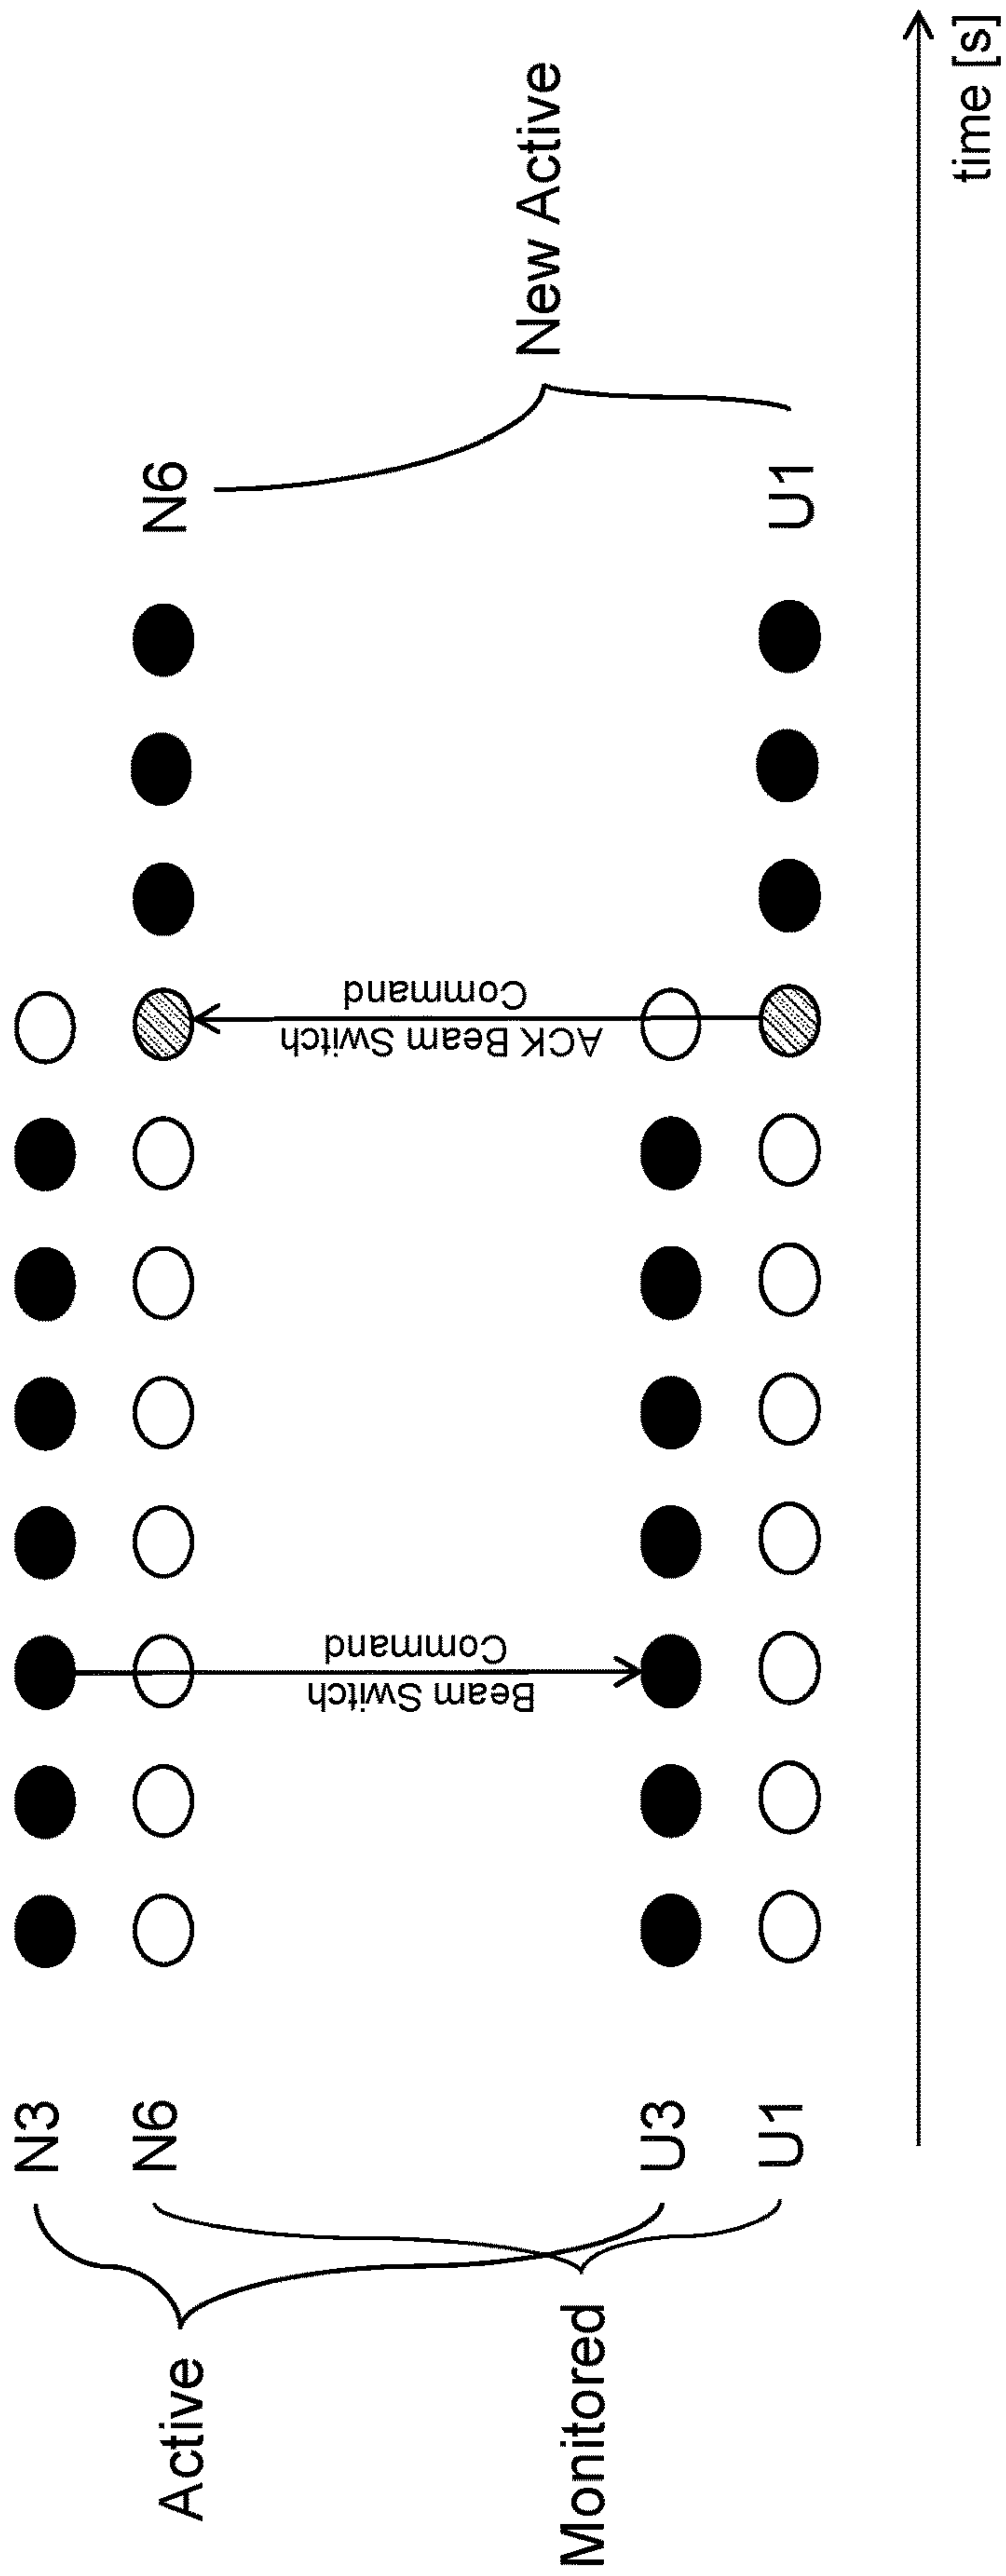 Active
Monitored
N3
N6
U3
U1
Beam Switch
Command
ACK Beam Switch
Command
N6
U1
New Active
time [s]